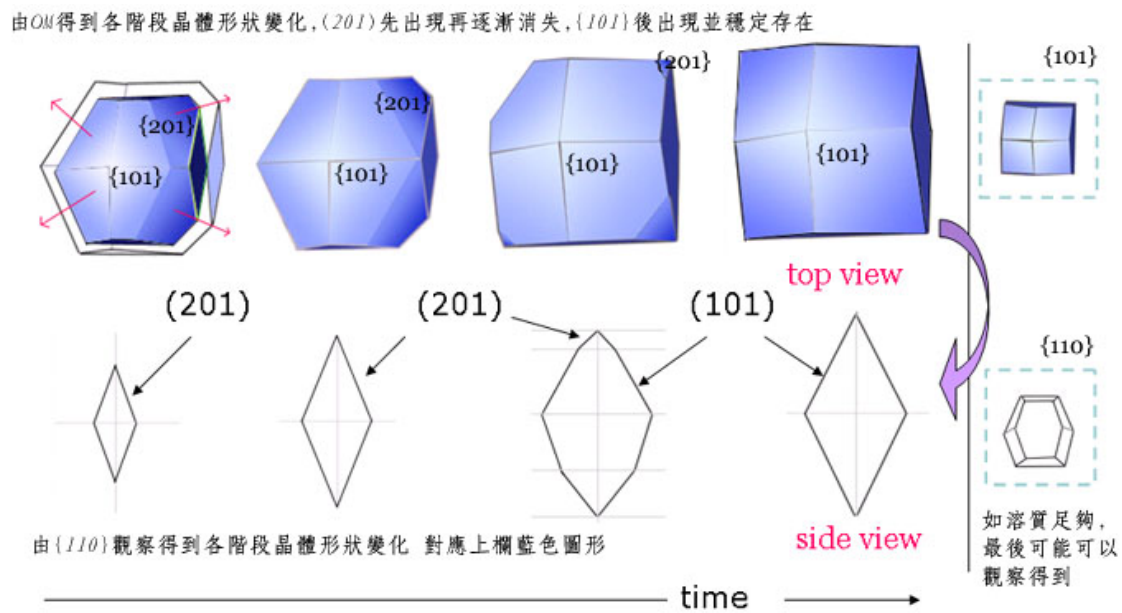 由OM得到各階段晶體形狀變化,(201)先出現再逐漸消失,{101}後出現並穩定存在
{201}
{101}
{201}
{101}
{201}
{101}
{101}
{101}
top view
(201)
(201)
(101)
{110}
side view
由{110}觀察得到各階段晶體形狀變化 對應上欄藍色圖形
如溶質足夠,
最後可能可以
觀察得到
time